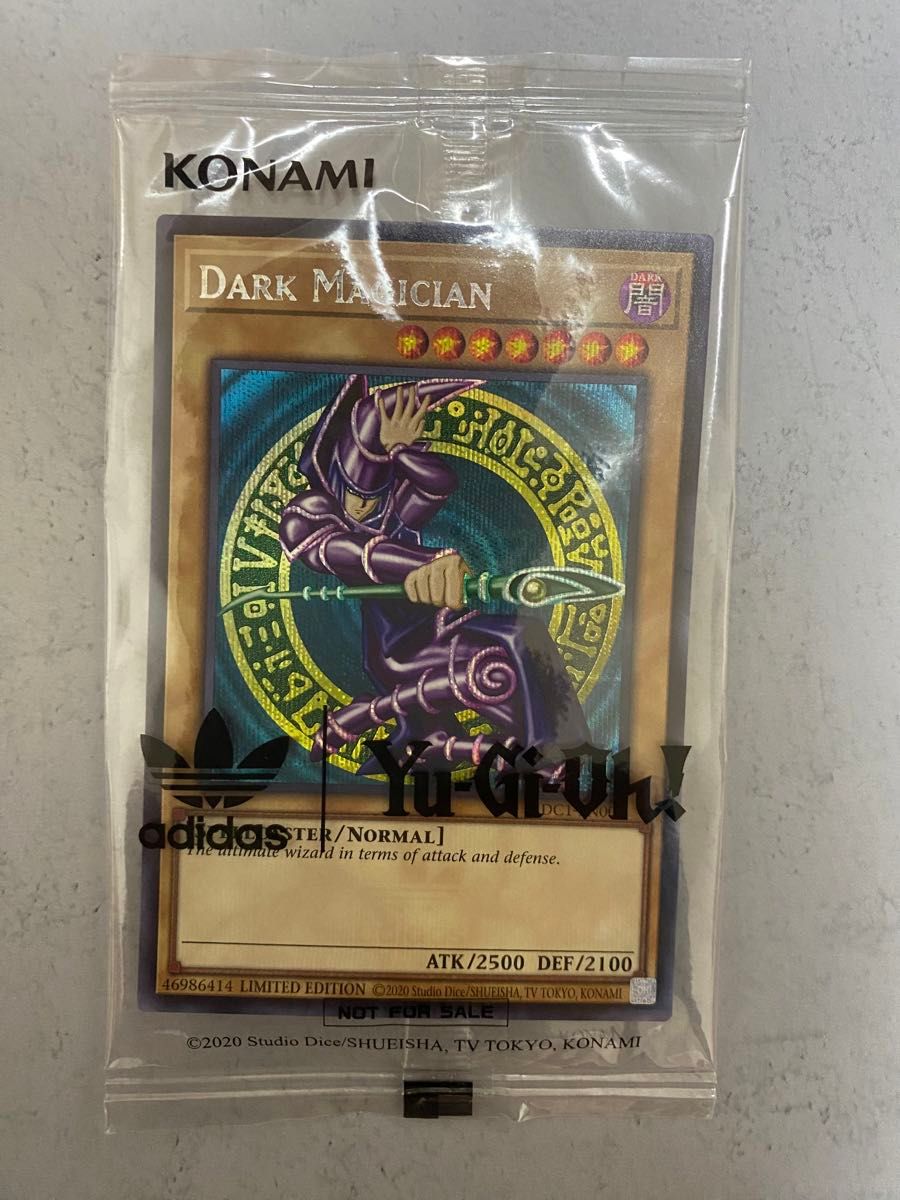 KONAMI
DARK MAGICIAN
DARK
闇
adidas
Yu-Gi-Oh!
/NORMAL]
The ultimate wizard in terms of attack and defense.
ATK/2500 DEF/2100
46986414 LIMITED EDITION ©2020 Studio Dice/SHUEISHA, TV TOKYO, KONAMI
NOT FOR SALE
©2020 Studio Dice/SHUEISHA, TV TOKYO, KONAMI